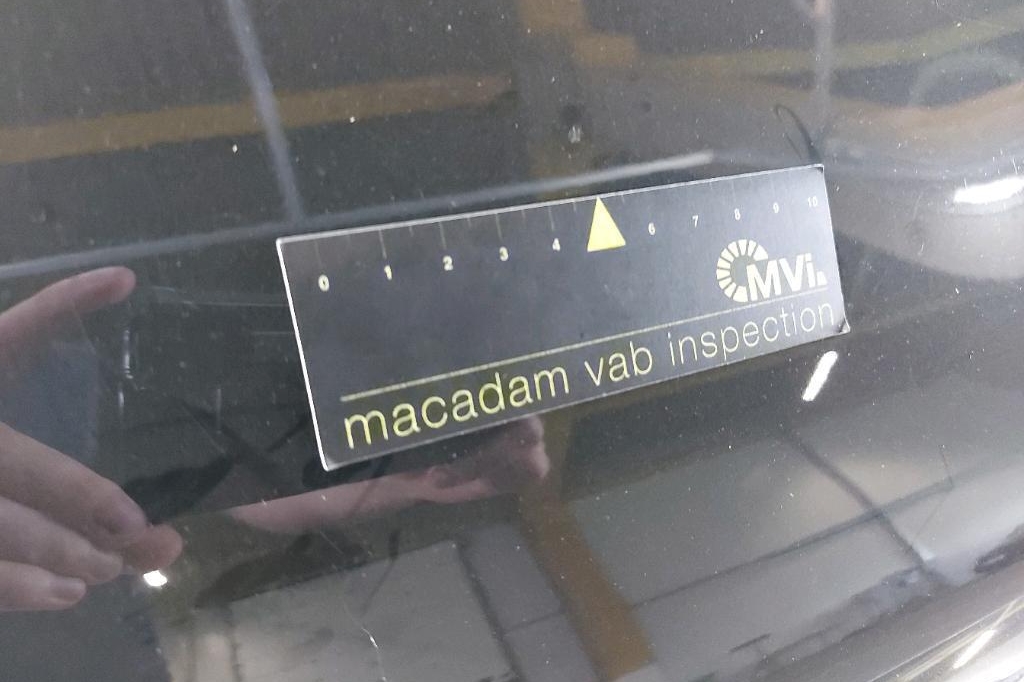 0 1 2 3 4 6 7 8 9 10
MVi.
macadam vab inspection